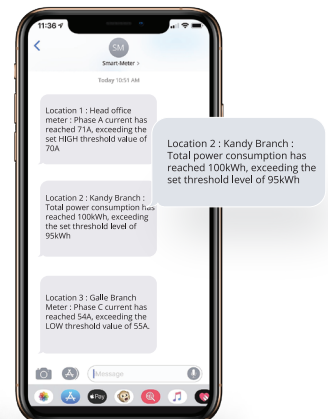 11:36
SM
Smart-Meter >
Today 10:51 AM
Location 1 : Head office
meter : Phase A current has
reached 71A, exceeding the
set HIGH threshold value of
70A
Location 2 : Kandy Branch :
Total power consumption has
reached 100kWh, exceeding
the set threshold level of
95kWh
Location 2 : Kandy Branch :
Total power consumption has
reached 100kWh, exceeding the
set threshold level of 95kWh
Location 3 : Galle Branch
Meter : Phase C current has
reached 54A, exceeding the
LOW threshold value of 55A.
iMessage
Pay